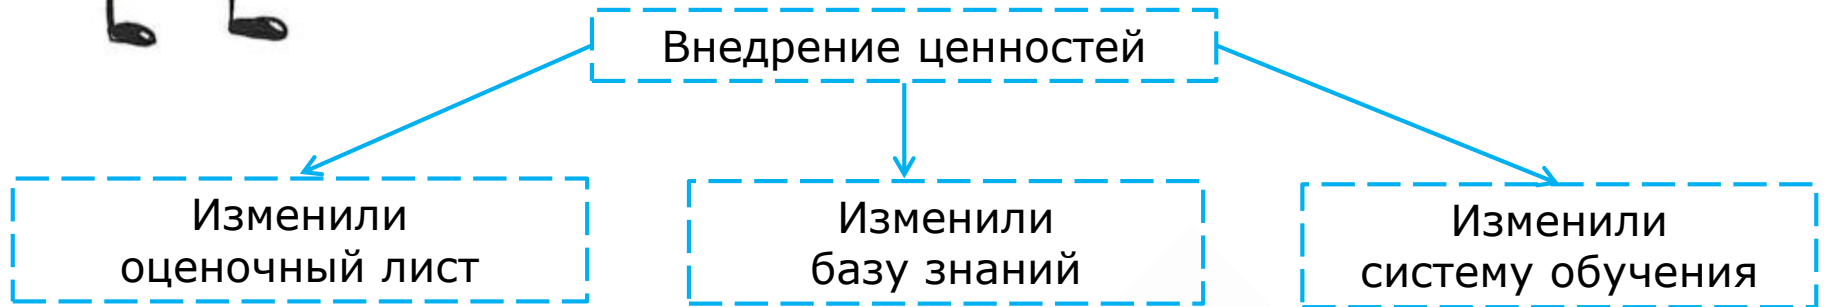 Внедрение ценностей
Изменили
оценочный лист
Изменили
базу знаний
Изменили
систему обучения